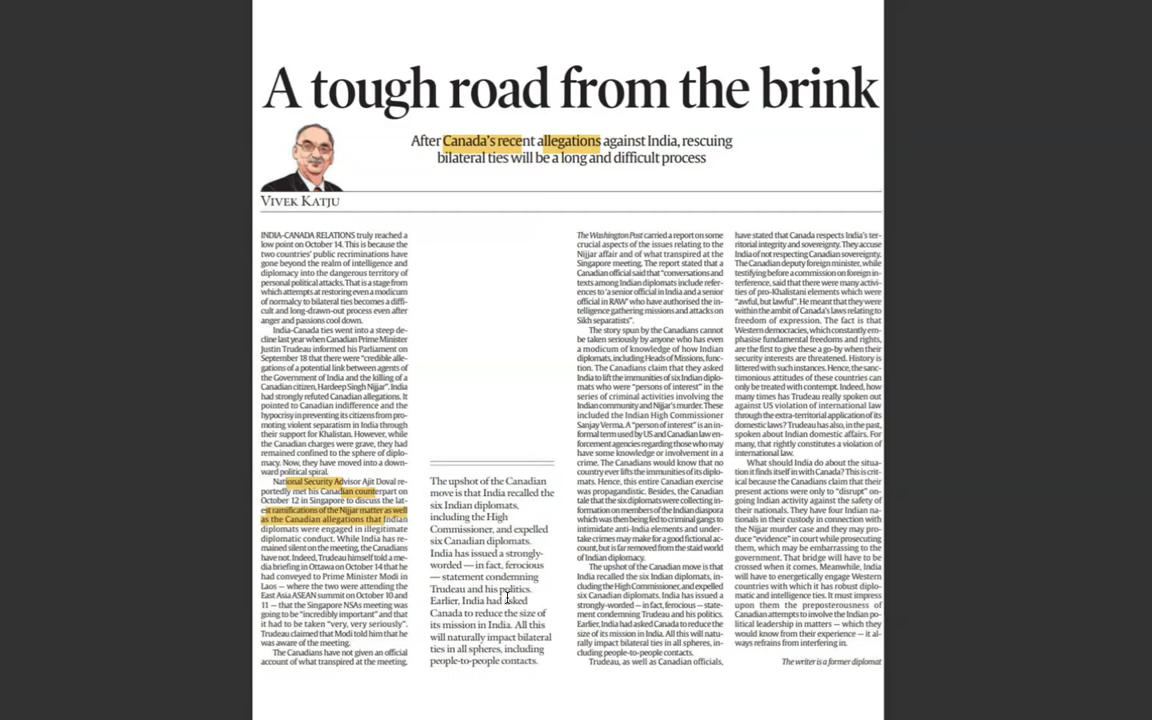 A tough road from the brink
After Canada's recent allegations against India, rescuing
bilateral ties will be a long and difficult process
VIVEK KATJU
INDIA-CANADA RELATIONS truly reached a
low point on October 14. This is because the
two countries' public recriminations have
gone beyond the realm of intelligence and
diplomacy into the dangerous territory of
personal political attacks. That is a stage from
which attempts at restoring even a modicum
of normalcy to bilateral ties becomes a diffi-
cult and long-drawn-out process even after
anger and passions cool down.
India-Canada ties went into a steep de-
cline last year when Canadian Prime Minister
Justin Trudeau informed his Parliament on
September 18 that there were "credible alle-
gations of a potential link between agents of
the Government of India and the killing of a
Canadian citizen, Hardeep Singh Nijjar". India
had strongly refuted Canadian allegations. It
pointed to Canadian indifference and the
hypocrisy in preventing its citizens from pro-
moting violent separatism in India through
their support for Khalistan. However, while
the Canadian charges were grave, they had
remained confined to the sphere of diplo-
macy. Now, they have moved into a down-
ward political spiral.
National Security Advisor Ajit Doval re-
portedly met his Canadian counterpart on
October 12 in Singapore to discuss the lat-
est ramifications of the Nijjar matter as well
as the Canadian allegations that Indian
diplomats were engaged in illegitimate
diplomatic conduct. While India has re-
mained silent on the meeting, the Canadians
have not. Indeed, Trudeau himself told a me-
dia briefing in Ottawa on October 14 that he
had conveyed to Prime Minister Modi in
Laos — where the two were attending the
East Asia ASEAN summit on October 10 and
11 — that the Singapore NSAs meeting was
going to be "incredibly important" and that
it had to be taken "very, very seriously".
Trudeau claimed that Modi told him that he
was aware of the meeting.
The Canadians have not given an official
account of what transpired at the meeting.
The upshot of the Canadian
move is that India recalled the
six Indian diplomats,
including the High
Commissioner, and expelled
six Canadian diplomats.
India has issued a strongly-
worded — in fact, ferocious
— statement condemning
Trudeau and his politics.
Earlier, India had asked
Canada to reduce the size of
its mission in India. All this
will naturally impact bilateral
ties in all spheres, including
people-to-people contacts.
The Washington Post carried a report on some
crucial aspects of the issues relating to the
Nijjar affair and of what transpired at the
Singapore meeting. The report stated that a
Canadian official said that "conversations and
texts among Indian diplomats include refer-
ences to 'a senior official in India and a senior
official in RAW' who have authorised the in-
telligence gathering missions and attacks on
Sikh separatists".
The story spun by the Canadians cannot
be taken seriously by anyone who has even
a modicum of knowledge of how Indian
diplomats, including Heads of Missions, func-
tion. The Canadians claim that they asked
India to lift the immunities of six Indian diplo-
mats who were "persons of interest" in the
series of criminal activities involving the
Indian community and Nijjar's murder. These
included the Indian High Commissioner
Sanjay Verma. A "person of interest" is an in-
formal term used by US and Canadian law en-
forcement agencies regarding those who may
have some knowledge or involvement in a
crime. The Canadians would know that no
country ever lifts the immunities of its diplo-
mats. Hence, this entire Canadian exercise
was propagandistic. Besides, the Canadian
tale that the six diplomats were collecting in-
formation on members of the Indian diaspora
which was then being fed to criminal gangs to
intimidate anti-India elements and under-
take crimes may make for a good fictional ac-
count, but is far removed from the staid world
of Indian diplomacy.
The upshot of the Canadian move is that
India recalled the six Indian diplomats, in-
cluding the High Commissioner, and expelled
six Canadian diplomats. India has issued a
strongly-worded — in fact, ferocious — state-
ment condemning Trudeau and his politics.
Earlier, India had asked Canada to reduce the
size of its mission in India. All this will natu-
rally impact bilateral ties in all spheres, in-
cluding people-to-people contacts.
Trudeau, as well as Canadian officials,
have stated that Canada respects India's ter-
ritorial integrity and sovereignty. They accuse
India of not respecting Canadian sovereignty.
The Canadian deputy foreign minister, while
testifying before a commission on foreign in-
terference, said that there were many activi-
ties of pro-Khalistani elements which were
"awful, but lawful". He meant that they were
within the ambit of Canada's laws relating to
freedom of expression. The fact is that
Western democracies, which constantly em-
phasise fundamental freedoms and rights,
are the first to give these a go-by when their
security interests are threatened. History is
littered with such instances. Hence, the sanc-
timonious attitudes of these countries can
only be treated with contempt. Indeed, how
many times has Trudeau really spoken out
against US violation of international law
through the extra-territorial application of its
domestic laws? Trudeau has also, in the past,
spoken about Indian domestic affairs. For
many, that rightly constitutes a violation of
international law.
What should India do about the situa-
tion it finds itself in with Canada? This is crit-
ical because the Canadians claim that their
present actions were only to "disrupt" on-
going Indian activity against the safety of
their nationals. They have four Indian na-
tionals in their custody in connection with
the Nijjar murder case and they may pro-
duce "evidence" in court while prosecuting
them, which may be embarrassing to the
government. That bridge will have to be
crossed when it comes. Meanwhile, India
will have to energetically engage Western
countries with which it has robust diplo-
matic and intelligence ties. It must impress
upon them the preposterousness of
Canadian attempts to involve the Indian po-
litical leadership in matters — which they
would know from their experience — it al-
ways refrains from interfering in.
The writer is a former diplomat